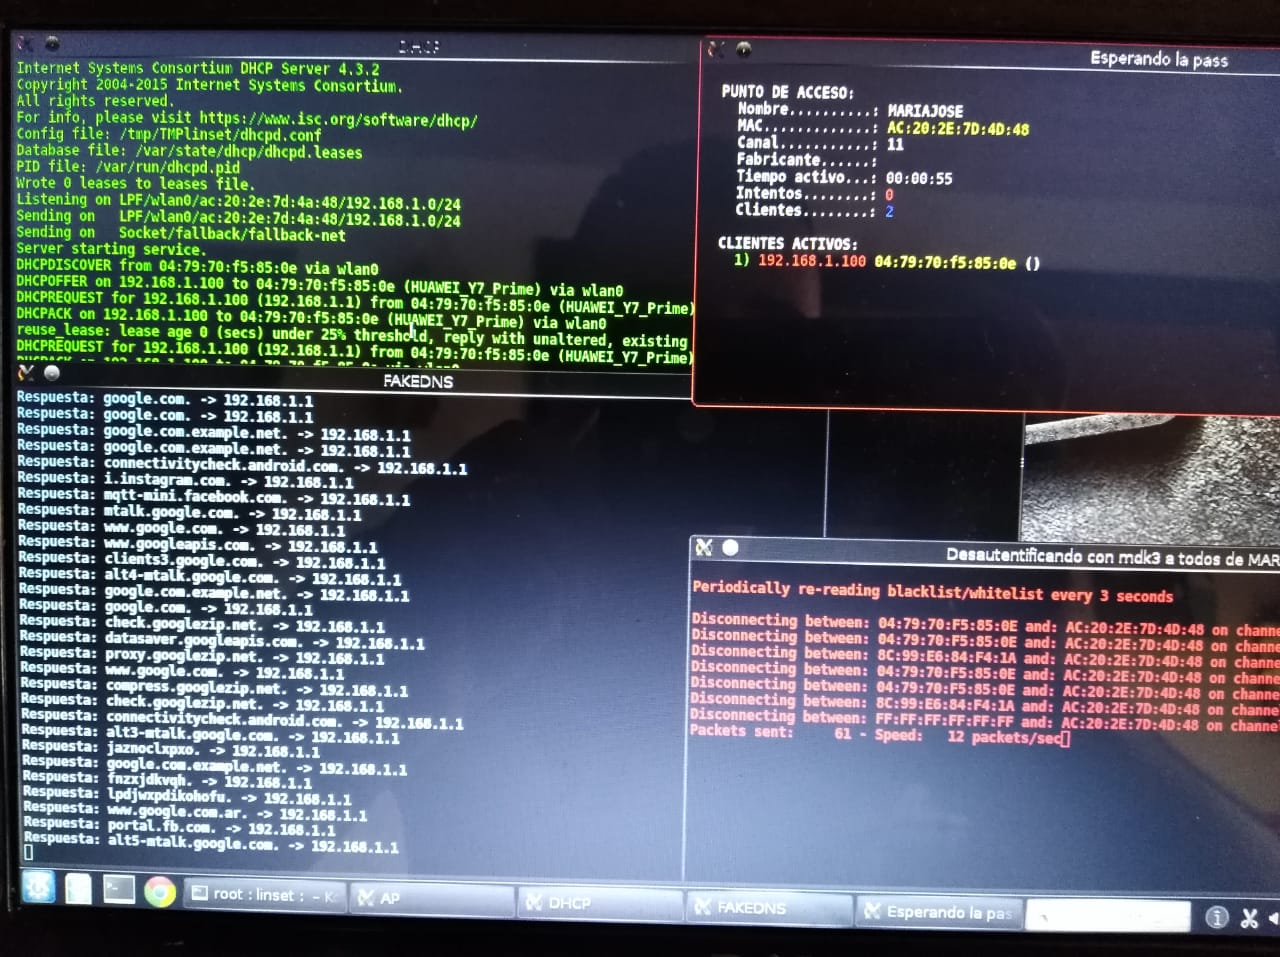 DHCP
Internet Systems Consortium DHCP Server 4.3.2
Copyright 2004-2015 Internet Systems Consortium.
All rights reserved.
For info, please visit https://www.isc.org/software/dhcp/
Config file: /tmp/TMPlinset/dhcpd.conf
Database file: /var/state/dhcp/dhcpd.leases
PID file: /var/run/dhcpd.pid
Wrote 0 leases to leases file.
Listening on LPF/wlan0/ac:20:2e:7d:4a:48/192.168.1.0/24
Sending on   LPF/wlan0/ac:20:2e:7d:4a:48/192.168.1.0/24
Sending on   Socket/fallback/fallback-net
Server starting service.
DHCPDISCOVER from 04:79:70:f5:85:0e via wlan0
DHCPOFFER on 192.168.1.100 to 04:79:70:f5:85:0e (HUAWEI_Y7_Prime) via wlan0
DHCPREQUEST for 192.168.1.100 (192.168.1.1) from 04:79:70:f5:85:0e (HUAWEI_Y7_Prime)
DHCPACK on 192.168.1.100 to 04:79:70:f5:85:0e (HUAWEI_Y7_Prime) via wlan0
reuse_lease: lease age 0 (secs) under 25% threshold, reply with unaltered, existing
DHCPREQUEST for 192.168.1.100 (192.168.1.1) from 04:79:70:f5:85:0e (HUAWEI_Y7_Prime)
Esperando la pass
PUNTO DE ACCESO:
Nombre..........: MARIAJOSE
MAC.............: AC:20:2E:7D:4D:48
Canal...........: 11
Fabricante......:
Tiempo activo...: 00:00:55
Intentos........: 0
Clientes........: 2
CLIENTES ACTIVOS:
1) 192.168.1.100 04:79:70:f5:85:0e ()
FAKEDNS
Respuesta: google.com. -> 192.168.1.1
Respuesta: google.com. -> 192.168.1.1
Respuesta: google.com.example.net. -> 192.168.1.1
Respuesta: google.com.example.net. -> 192.168.1.1
Respuesta: connectivitycheck.android.com. -> 192.168.1.1
Respuesta: i.instagram.com. -> 192.168.1.1
Respuesta: mqtt-mini.facebook.com. -> 192.168.1.1
Respuesta: mtalk.google.com. -> 192.168.1.1
Respuesta: www.google.com. -> 192.168.1.1
Respuesta: www.googleapis.com. -> 192.168.1.1
Respuesta: clients3.google.com. -> 192.168.1.1
Respuesta: alt4-mtalk.google.com. -> 192.168.1.1
Respuesta: google.com.example.net. -> 192.168.1.1
Respuesta: google.com. -> 192.168.1.1
Respuesta: check.googlezip.net. -> 192.168.1.1
Respuesta: datasaver.googleapis.com. -> 192.168.1.1
Respuesta: proxy.googlezip.net. -> 192.168.1.1
Respuesta: www.google.com. -> 192.168.1.1
Respuesta: compress.googlezip.net. -> 192.168.1.1
Respuesta: check.googlezip.net. -> 192.168.1.1
Respuesta: connectivitycheck.android.com. -> 192.168.1.1
Respuesta: alt3-mtalk.google.com. -> 192.168.1.1
Respuesta: jaznoclxpxo. -> 192.168.1.1
Respuesta: google.com.example.net. -> 192.168.1.1
Respuesta: fnzxjdkvqh. -> 192.168.1.1
Respuesta: lpdjwxpdikohofu. -> 192.168.1.1
Respuesta: www.google.com.ar. -> 192.168.1.1
Respuesta: portal.fb.com. -> 192.168.1.1
Respuesta: alt5-mtalk.google.com. -> 192.168.1.1
Desautentificando con mdk3 a todos de MAR
Periodically re-reading blacklist/whitelist every 3 seconds
Disconnecting between: 04:79:70:F5:85:0E and: AC:20:2E:7D:4D:48 on channe
Disconnecting between: 04:79:70:F5:85:0E and: AC:20:2E:7D:4D:48 on channe
Disconnecting between: 8C:99:E6:84:F4:1A and: AC:20:2E:7D:4D:48 on channe
Disconnecting between: 04:79:70:F5:85:0E and: AC:20:2E:7D:4D:48 on channe
Disconnecting between: 04:79:70:F5:85:0E and: AC:20:2E:7D:4D:48 on channe
Disconnecting between: 8C:99:E6:84:F4:1A and: AC:20:2E:7D:4D:48 on channe
Disconnecting between: FF:FF:FF:FF:FF:FF and: AC:20:2E:7D:4D:48 on channe
Packets sent:     61 - Speed:   12 packets/sec
root : linset : – K
AP
DHCP
FAKEDNS
Esperando la pas